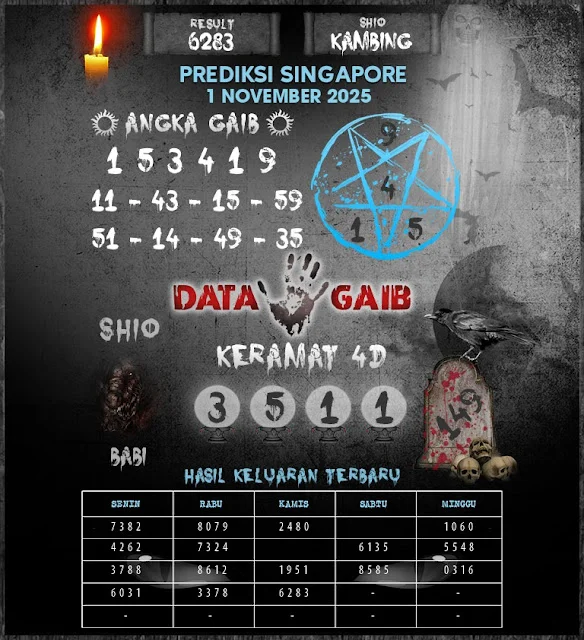 RESULT
6283
SHIO
KAMBING
PREDIKSI SINGAPORE
1 NOVEMBER 2025
ANGKA GAIB
1 5 3 4 1 9
11 - 43 - 15 - 59
51 - 14 - 49 - 35
9
4
1 5
DATA GAIB
SHIO
KERAMAT 4D
3 5 1 1
149
BABI
HASIL KELUARAN TERBARU
SENIN RABU KAMIS SABTU MINGGU
7382 8079 2480 1060
4262 7324 6135 5548
3788 8612 1951 8585 0316
6031 3378 6283 - -
- - - - -